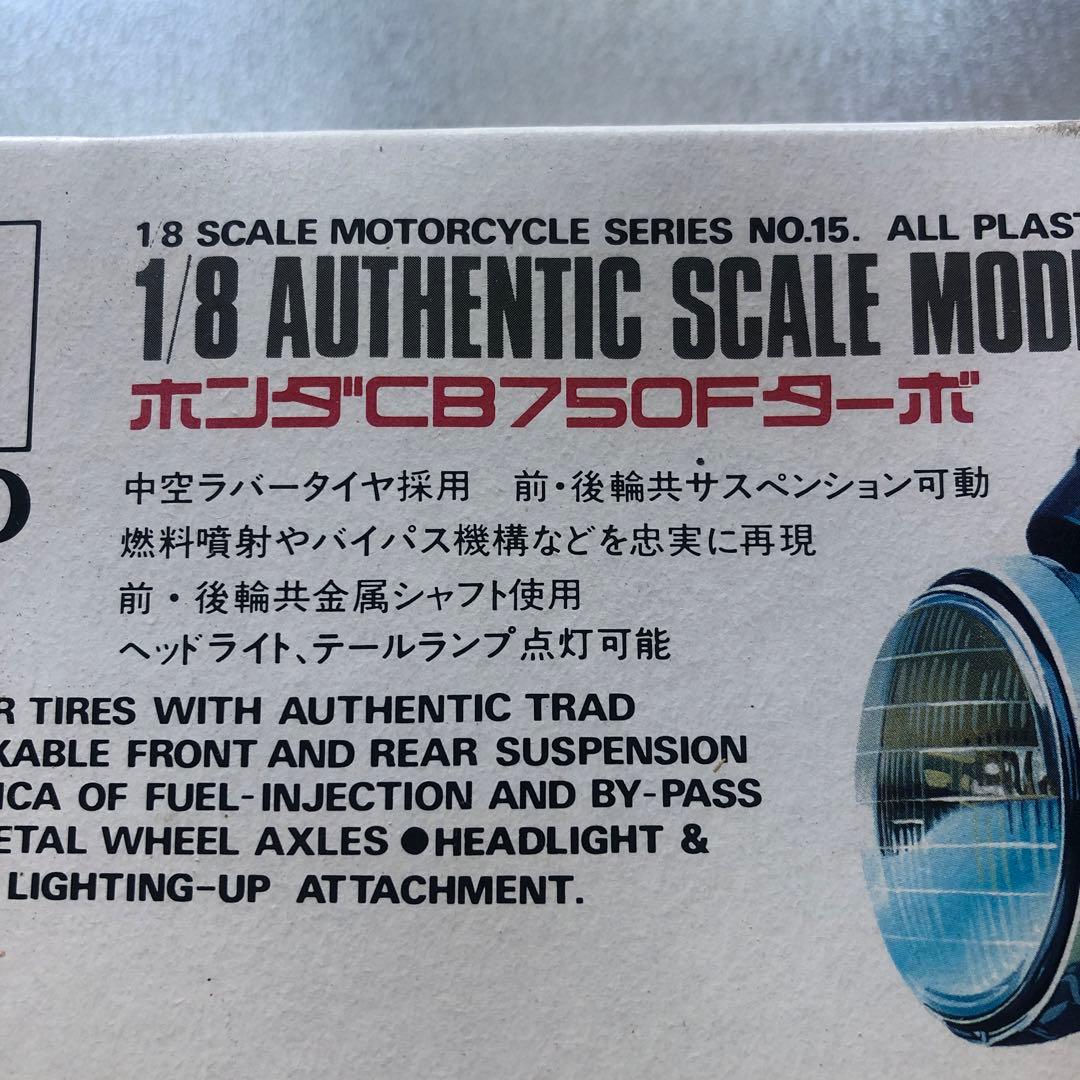 1/8 SCALE MOTORCYCLE SERIES NO.15. ALL PLAST
1/8 AUTHENTIC SCALE MODE
ホンダCB750Fターボ
中空ラバータイヤ採用 前・後輪共サスペンション可動
燃料噴射やバイパス機構などを忠実に再現
前・後輪共金属シャフト使用
ヘッドライト、テールランプ点灯可能
R TIRES WITH AUTHENTIC TRAD
KABLE FRONT AND REAR SUSPENSION
ICA OF FUEL-INJECTION AND BY-PASS
ETAL WHEEL AXLES ●HEADLIGHT &
LIGHTING-UP ATTACHMENT.